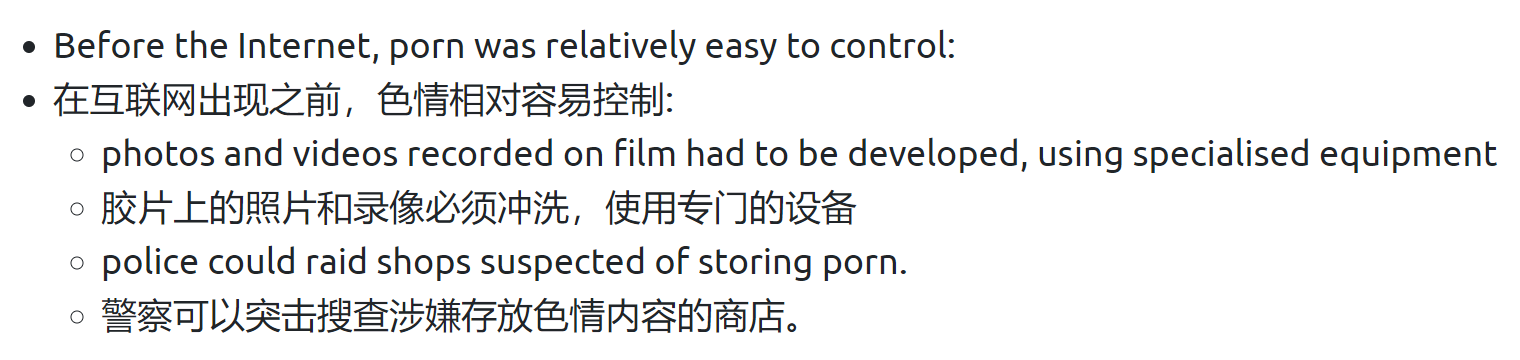 Before the Internet, porn was relatively easy to control:
在互联网出现之前，色情相对容易控制:
photos and videos recorded on film had to be developed, using specialised equipment
胶片上的照片和录像必须冲洗，使用专门的设备
police could raid shops suspected of storing porn.
警察可以突击搜查涉嫌存放色情内容的商店。